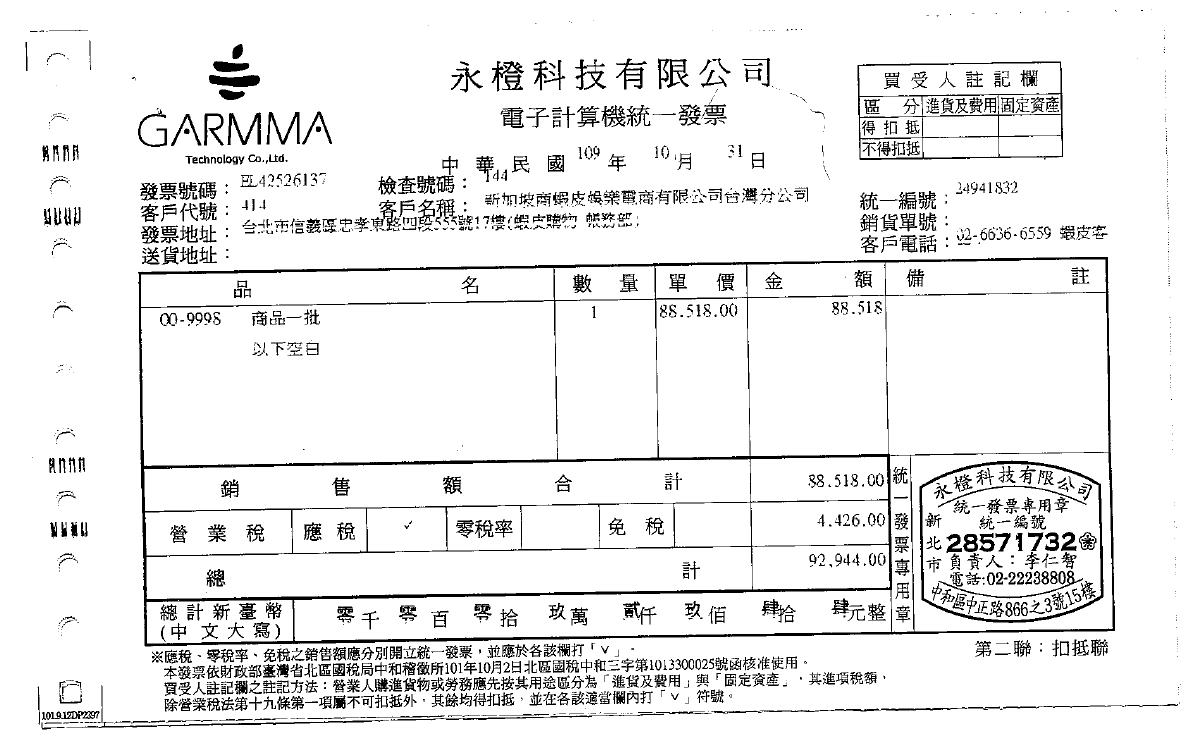 GARMMA
Technology Co.,Ltd.
永橙科技有限公司
電子計算機統一發票
中華民國 109 年 10 月 31 日
買受人註記欄
區 分 進貨及費用 固定資產
得扣抵
不得扣抵
發票號碼： EL42526137 檢查號碼： 144
客戶代號： 414 客戶名稱： 新加坡商蝦皮娛樂電商有限公司台灣分公司
發票地址： 台北市信義區忠孝東路四段555號17樓(蝦皮購物 帳務部)
送貨地址：
統一編號： 24941832
銷貨單號：
客戶電話： 02-6636-6559 蝦皮客
品 名 數 量 單 價 金 額 備 註
00-9998 商品一批 1 88.518.00 88.518
以下空白
銷 售 額 合 計 88.518.00
營業稅 應稅 ✓ 零稅率 免稅 4.426.00
總 計 92,944.00
總計新臺幣 零千 零百 零拾 玖萬 貳仟 玖佰 肆拾 肆元整
(中文大寫)
統一發票專用章
永橙科技有限公司
統一發票專用章
統一編號
新北市
28571732
負責人：李仁智
電話:02-22238808
中和區中正路866之3號15樓
第二聯：扣抵聯
※應稅、零稅率、免稅之銷售額應分別開立統一發票，並應於各該欄打「ˇ」。
本發票依財政部臺灣省北區國稅局中和稽徵所101年10月2日北區國稅中和三字第1013300025號函核准使用。
買受人註記欄之註記方法：營業人購進貨物或勞務應先按其用途區分為「進貨及費用」與「固定資產」，其進項稅額，
除營業稅法第十九條第一項屬不可扣抵外，其餘均得扣抵，並在各該適當欄內打「ˇ」符號。
101.9.12DP2397